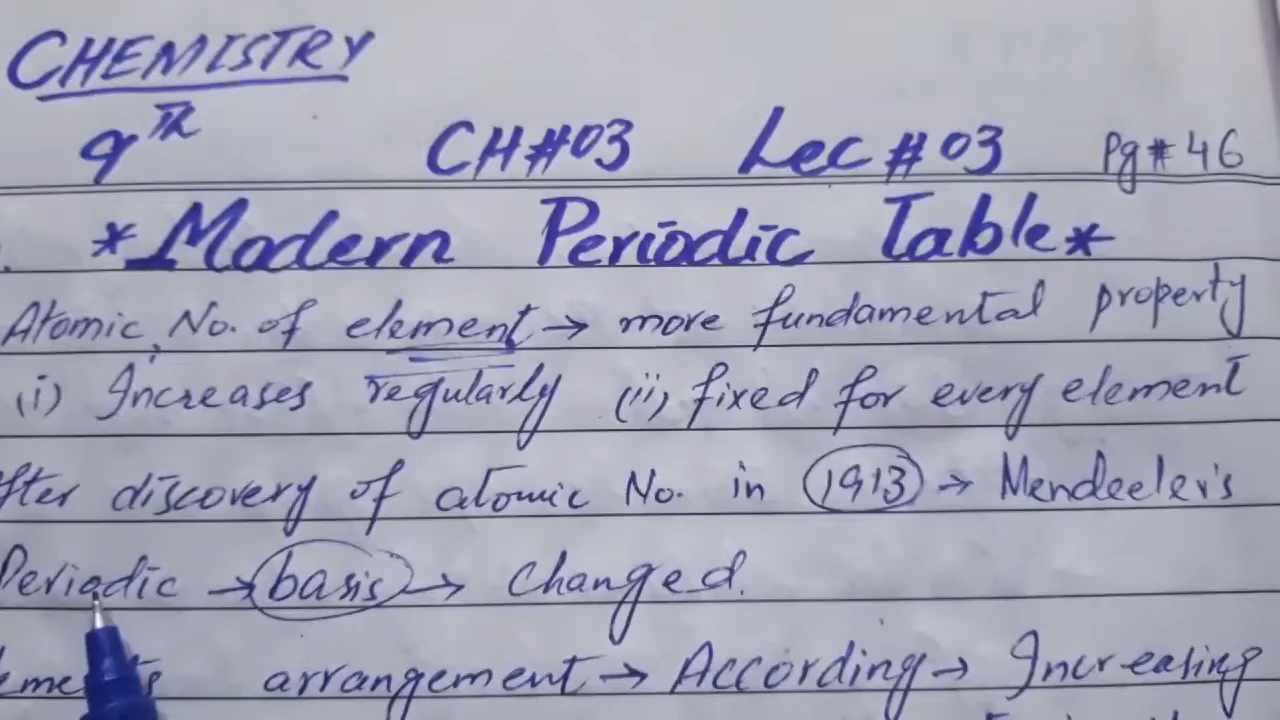 CHEMISTRY
9th CH#03 Lec#03 Pg#46
*Modern Periodic Table*
Atomic No. of element → more fundamental property
(i) Increases regularly (ii) fixed for every element
fter discovery of atomic No. in 1913 → Mendeeler's
Periodic → basis → Changed.
arrangement → According → Increasing